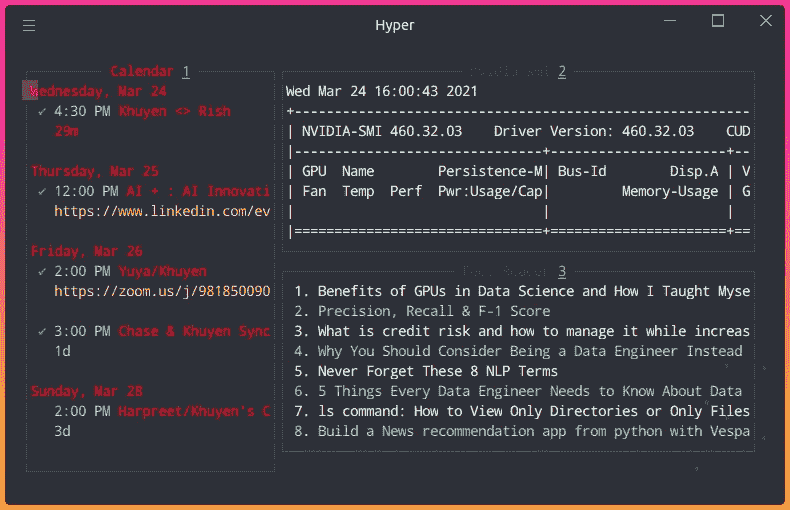 Hyper
Calendar 1
Wednesday, Mar 24
✔ 4:30 PM Khuyen <> Rish
29m
Thursday, Mar 25
✔ 12:00 PM AI + : AI Innovati
https://www.linkedin.com/ev
Friday, Mar 26
✔ 2:00 PM Yuya/Khuyen
https://zoom.us/j/981850090
✔ 3:00 PM Chase & Khuyen Sync
1d
Sunday, Mar 28
2:00 PM Harpreet/Khuyen's C
3d
2
Wed Mar 24 16:00:43 2021
+----------------------------------------------------------
| NVIDIA-SMI 460.32.03    Driver Version: 460.32.03    CUD
|-------------------------------+----------------------+--
| GPU  Name        Persistence-M| Bus-Id        Disp.A | V
| Fan  Temp  Perf  Pwr:Usage/Cap|         Memory-Usage | G
|                               |                      |
|===============================+======================+==
3
1. Benefits of GPUs in Data Science and How I Taught Myse
2. Precision, Recall & F-1 Score
3. What is credit risk and how to manage it while increas
4. Why You Should Consider Being a Data Engineer Instead
5. Never Forget These 8 NLP Terms
6. 5 Things Every Data Engineer Needs to Know About Data
7. ls command: How to View Only Directories or Only Files
8. Build a News recommendation app from python with Vespa